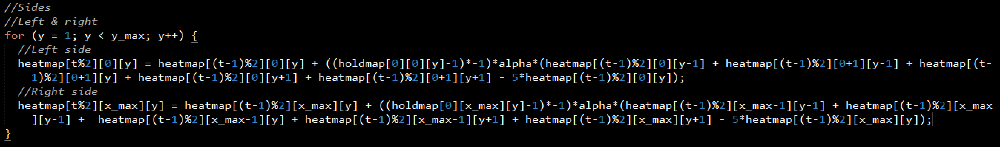 //Sides
//Left & right
for (y = 1; y < y_max; y++) {
//Left side
heatmap[t%2][0][y] = heatmap[(t-1)%2][0][y] + ((holdmap[0][0][y]-1)*-1)*alpha*(heatmap[(t-1)%2][0][y-1] + heatmap[(t-1)%2][0+1][y-1] + heatmap[(t-
1)%2][0+1][y] + heatmap[(t-1)%2][0][y+1] + heatmap[(t-1)%2][0+1][y+1] - 5*heatmap[(t-1)%2][0][y]);
//Right side
heatmap[t%2][x_max][y] = heatmap[(t-1)%2][x_max][y] + ((holdmap[0][x_max][y]-1)*-1)*alpha*(heatmap[(t-1)%2][x_max-1][y-1] + heatmap[(t-1)%2][x_max
][y-1] +  heatmap[(t-1)%2][x_max-1][y] + heatmap[(t-1)%2][x_max-1][y+1] + heatmap[(t-1)%2][x_max][y+1] - 5*heatmap[(t-1)%2][x_max][y]);
}